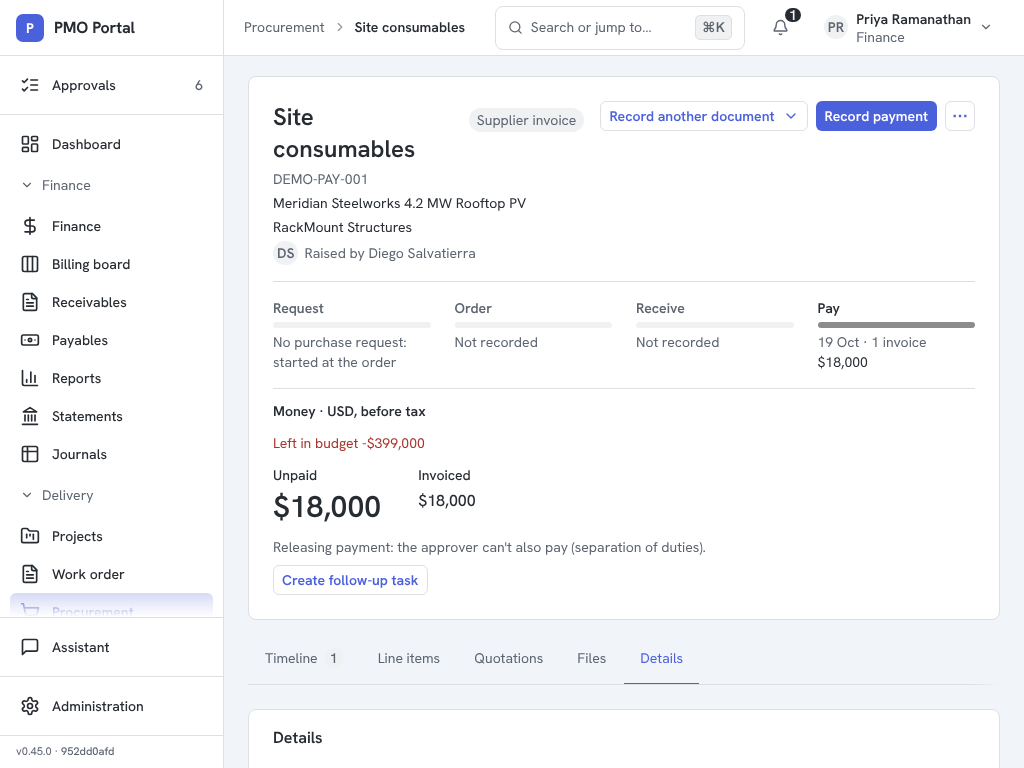 P PMO Portal
Procurement > Site consumables
Search or jump to... ⌘K
1
PR Priya Ramanathan
Finance
Approvals 6
Dashboard
Finance
Finance
Billing board
Receivables
Payables
Reports
Statements
Journals
Delivery
Projects
Work order
Procurement
Assistant
Administration
v0.45.0 · 952dd0afd
Site consumables
Supplier invoice
Record another document
Record payment
DEMO-PAY-001
Meridian Steelworks 4.2 MW Rooftop PV
RackMount Structures
DS Raised by Diego Salvatierra
Request
No purchase request:
started at the order
Order
Not recorded
Receive
Not recorded
Pay
19 Oct · 1 invoice
$18,000
Money · USD, before tax
Left in budget -$399,000
Unpaid
$18,000
Invoiced
$18,000
Releasing payment: the approver can't also pay (separation of duties).
Create follow-up task
Timeline 1 Line items Quotations Files Details
Details